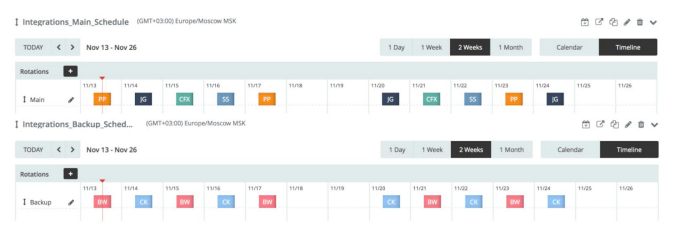 Integrations_Main_Schedule (GMT+03:00) Europe/Moscow MSK
TODAY < > Nov 13 - Nov 26 1 Day 1 Week 2 Weeks 1 Month Calendar Timeline
Rotations +
11/13 11/14 11/15 11/16 11/17 11/18 11/19 11/20 11/21 11/22 11/23 11/24 11/25 11/26
Main PP JG CFX SS PP JG CFX SS PP JG
Integrations_Backup_Sched... (GMT+03:00) Europe/Moscow MSK
TODAY < > Nov 13 - Nov 26 1 Day 1 Week 2 Weeks 1 Month Calendar Timeline
Rotations +
11/13 11/14 11/15 11/16 11/17 11/18 11/19 11/20 11/21 11/22 11/23 11/24 11/25 11/26
Backup BW CK BW CK BW CK BW CK BW CK